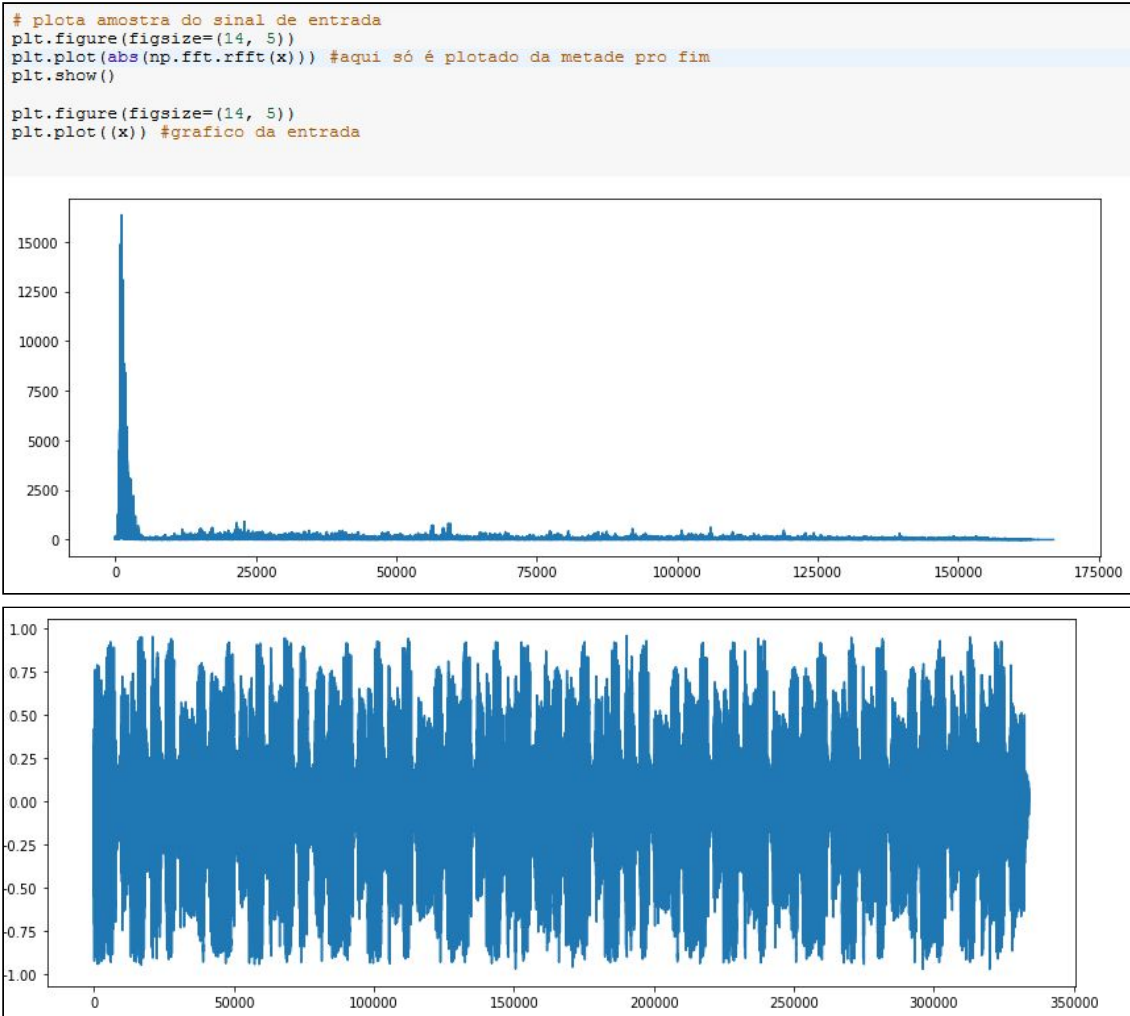 # plota amostra do sinal de entrada
plt.figure(figsize=(14, 5))
plt.plot(abs(np.fft.rfft(x))) #aqui só é plotado da metade pro fim
plt.show()
plt.figure(figsize=(14, 5))
plt.plot((x)) #grafico da entrada
15000
12500
10000
7500
5000
2500
0
0 25000 50000 75000 100000 125000 150000 175000
1.00
0.75
0.50
0.25
0.00
-0.25
-0.50
-0.75
-1.00
0 50000 100000 150000 200000 250000 300000 350000